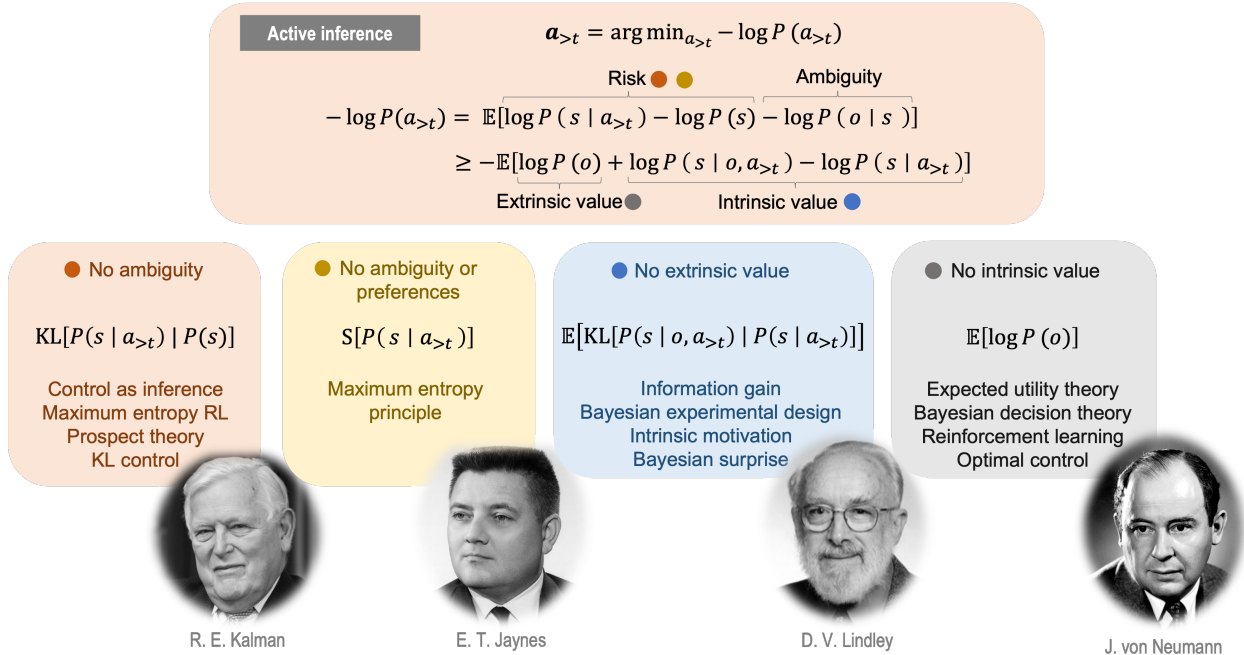 Active inference
𝒂>t = arg min a>t − log P (a>t)
Risk
Ambiguity
− log P(a>t) = 𝔼[log P ( s | a>t) − log P(s) − log P( o | s )]
≥ −𝔼[log P (o) + log P( s | o, a>t) − log P( s | a>t)]
Extrinsic value
Intrinsic value
No ambiguity
KL[P(s | a>t) | P(s)]
Control as inference
Maximum entropy RL
Prospect theory
KL control
No ambiguity or
preferences
S[P(s | a>t )]
Maximum entropy
principle
No extrinsic value
𝔼[KL[P(s | o, a>t) | P(s | a>t)]]
Information gain
Bayesian experimental design
Intrinsic motivation
Bayesian surprise
No intrinsic value
𝔼[log P (o)]
Expected utility theory
Bayesian decision theory
Reinforcement learning
Optimal control
R. E. Kalman
E. T. Jaynes
D. V. Lindley
J. von Neumann